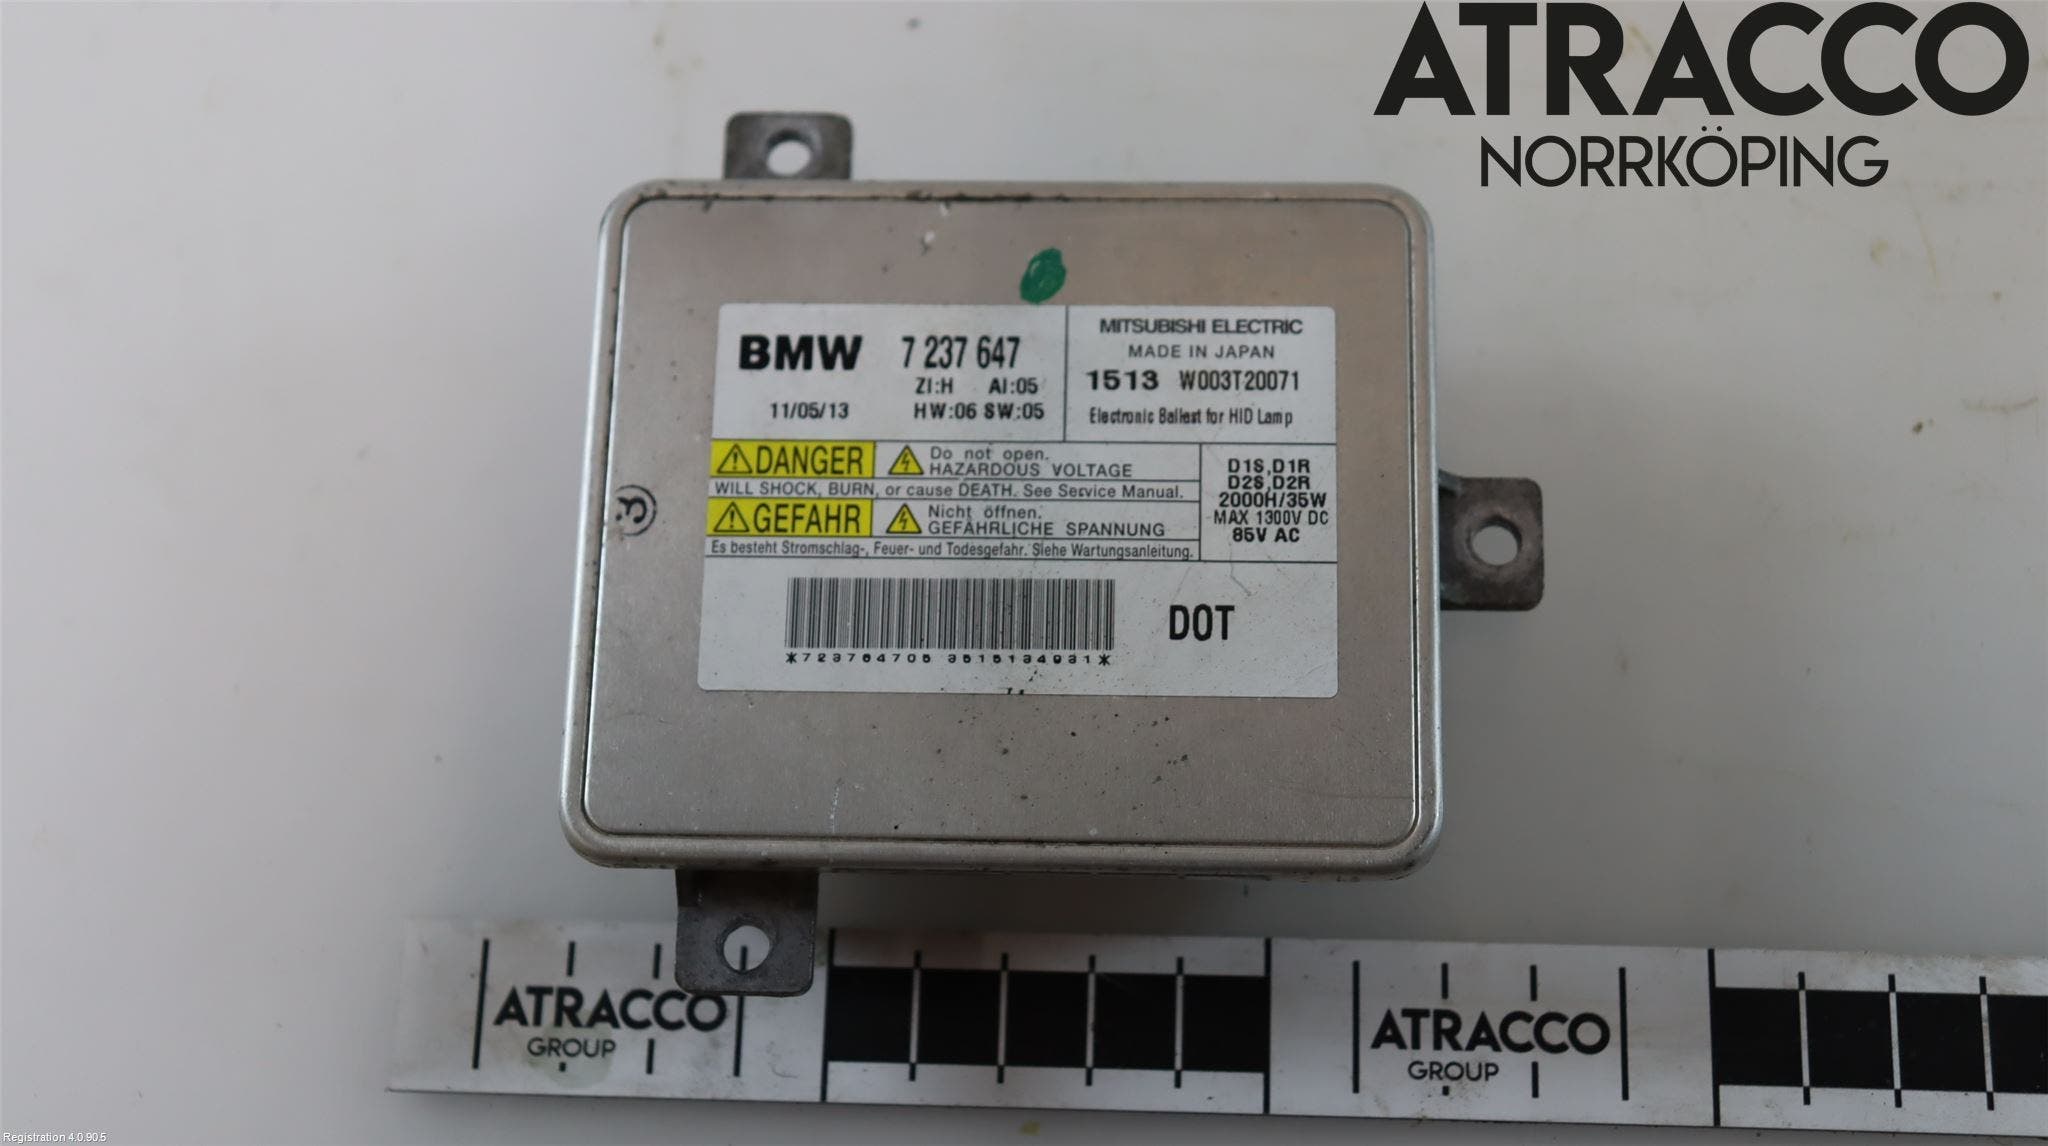 ATRACCO
NORRKÖPING
BMW 7 237 647
ZI:H AI:05
11/05/13 HW:06 SW:05
MITSUBISHI ELECTRIC
MADE IN JAPAN
1513 W003T20071
Electronic Ballast for HID Lamp
DANGER Do not open.
HAZARDOUS VOLTAGE
WILL SHOCK, BURN, or cause DEATH. See Service Manual.
GEFAHR Nicht öffnen.
GEFÄHRLICHE SPANNUNG
Es besteht Stromschlag-, Feuer- und Todesgefahr. Siehe Wartungsanleitung.
D1S,D1R
D2S,D2R
2000H/35W
MAX 1300V DC
85V AC
*723764705 3515134931*
DOT
ATRACCO
GROUP
ATRACCO
GROUP
Registration 4.0.90.5